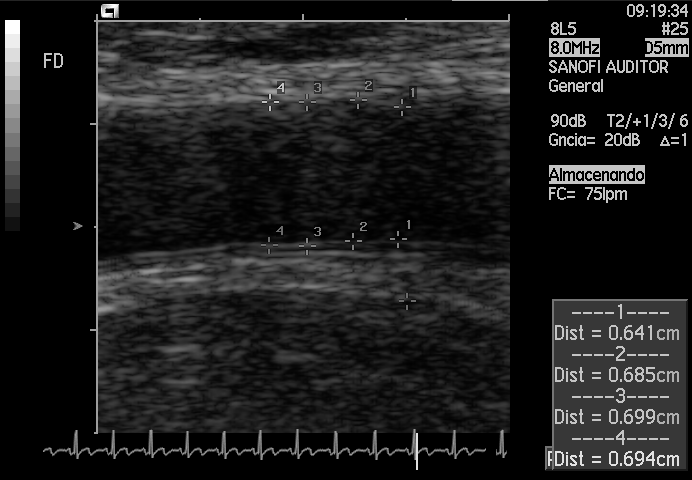 09:19:34
8L5 #25
8.0MHz D5mm
SANOFI AUDITOR
General
90dB T2/+1/3/ 6
Gncia= 20dB Δ=1
Almacenando
FC= 75lpm
FD
4 3 2 1
4 3 2 1
----1----
Dist = 0.641cm
----2----
Dist = 0.685cm
----3----
Dist = 0.699cm
----4----
Dist = 0.694cm